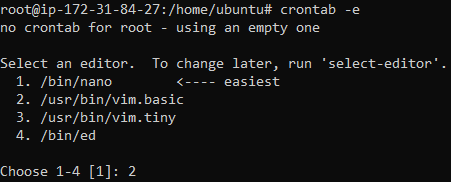 root@ip-172-31-84-27:/home/ubuntu# crontab -e
no crontab for root - using an empty one

Select an editor.  To change later, run 'select-editor'.
  1. /bin/nano        <---- easiest
  2. /usr/bin/vim.basic
  3. /usr/bin/vim.tiny
  4. /bin/ed

Choose 1-4 [1]: 2